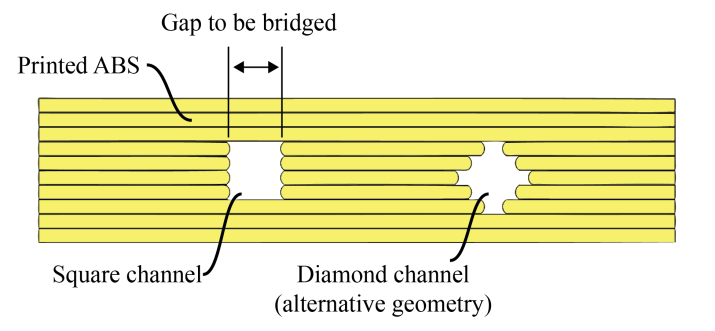 Gap to be bridged
Printed ABS
Square channel
Diamond channel
(alternative geometry)